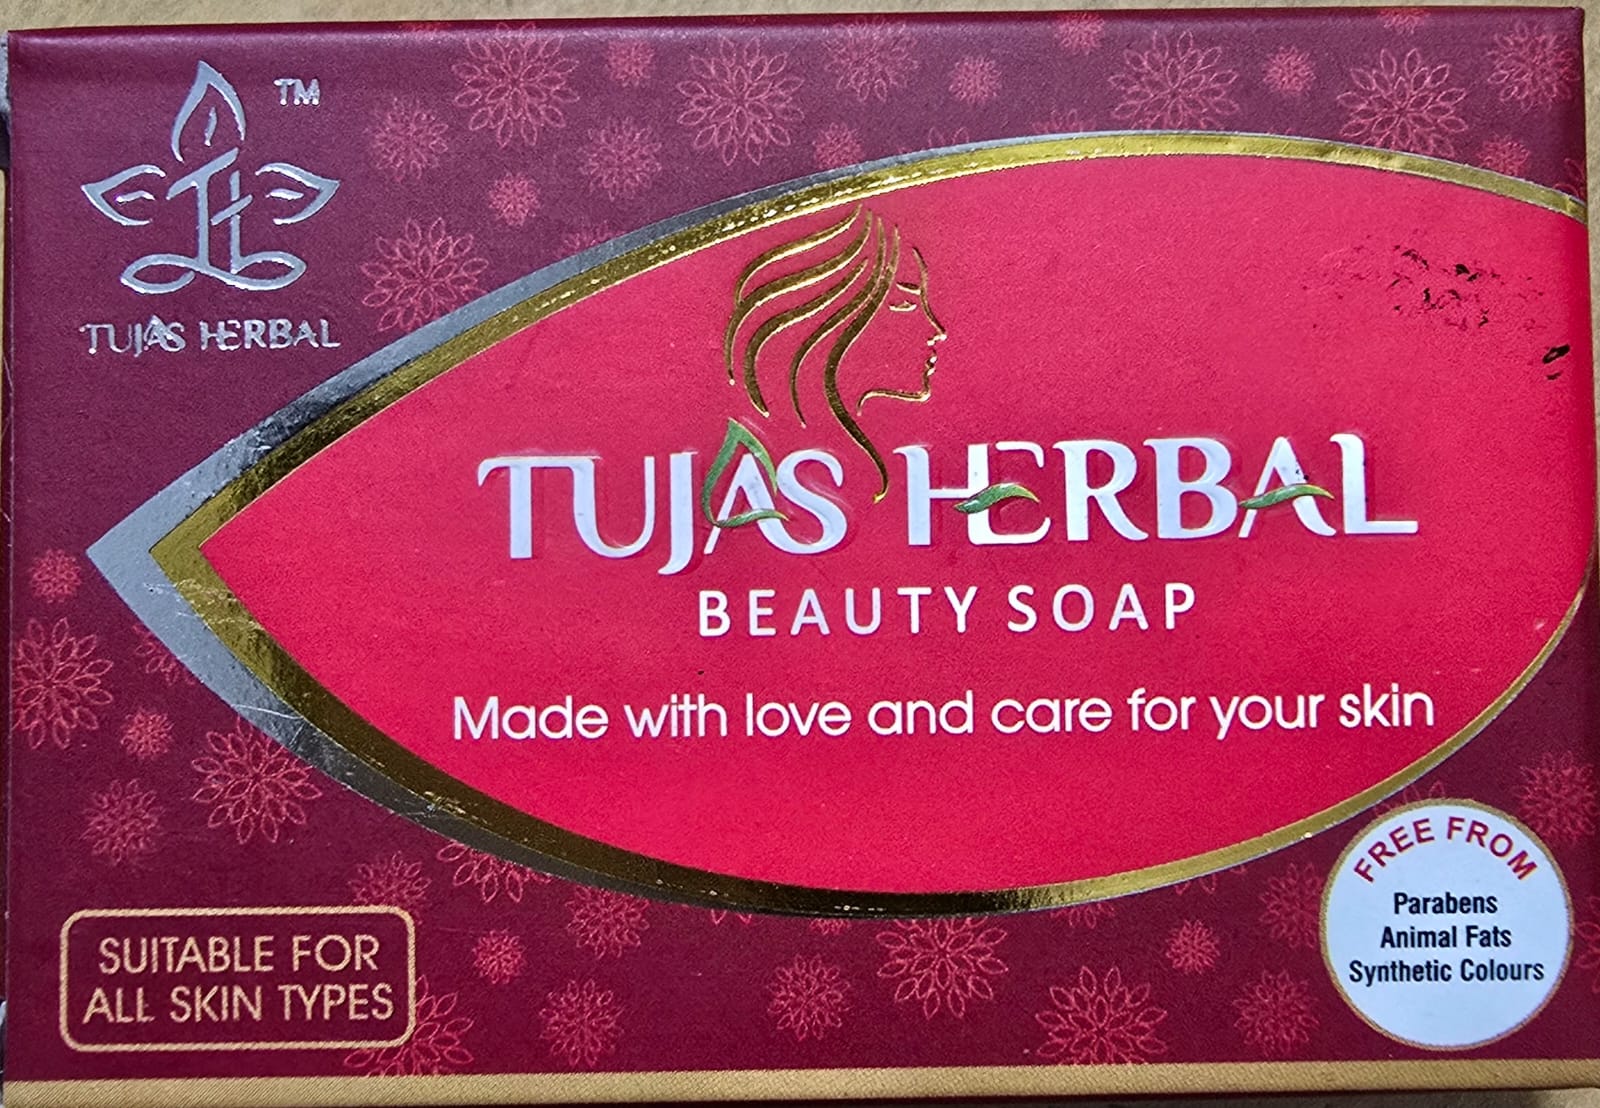 TM
TUJAS HERBAL
TUJAS HERBAL
BEAUTY SOAP
Made with love and care for your skin
SUITABLE FOR
ALL SKIN TYPES
FREE FROM
Parabens
Animal Fats
Synthetic Colours